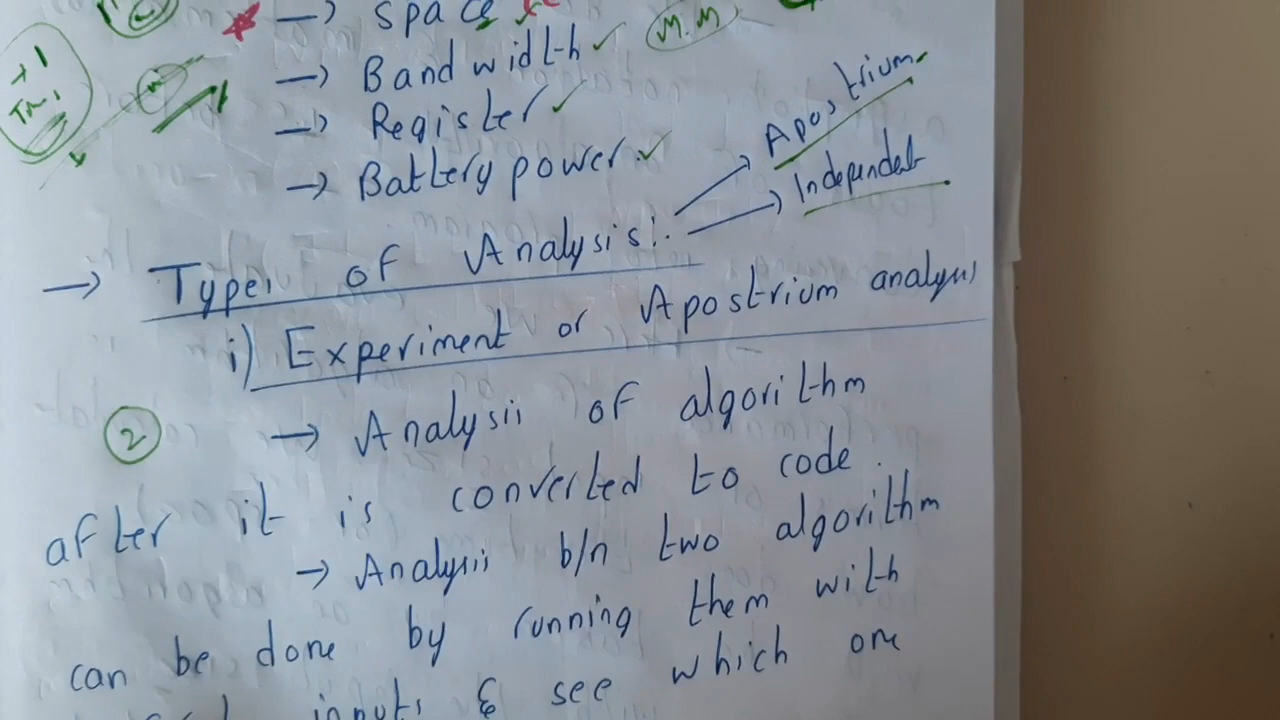 → Space ✓
→ Bandwidth ✓
M.M
→ Register ✓
→ Battery power ✓
Apostrium
Independent
→ Types of Analysis:
i) Experiment or Apostrium analysis
2
→ Analysis of algorithm
after it is converted to code.
→ Analysis b/n two algorithm
can be done by running them with
inputs & see which one